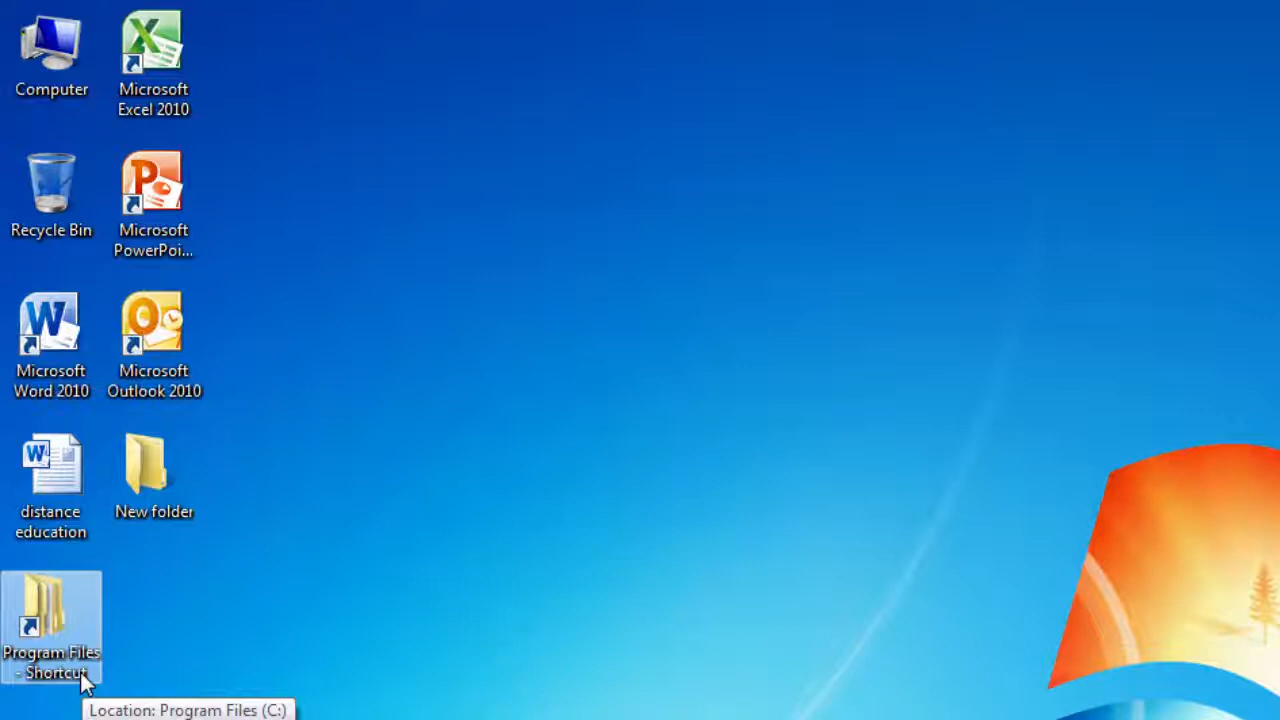 Computer
Microsoft
Excel 2010
Recycle Bin
Microsoft
PowerPoi...
Microsoft
Word 2010
Microsoft
Outlook 2010
distance
education
New folder
Program Files
- Shortcut
Location: Program Files (C:)